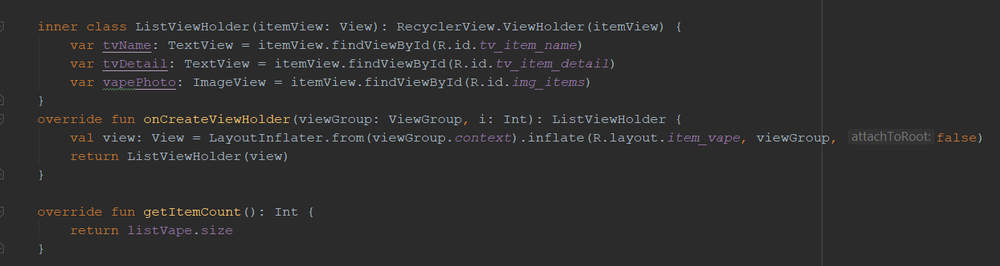 inner class ListViewHolder(itemView: View): RecyclerView.ViewHolder(itemView) {
    var tvName: TextView = itemView.findViewById(R.id.tv_item_name)
    var tvDetail: TextView = itemView.findViewById(R.id.tv_item_detail)
    var vapePhoto: ImageView = itemView.findViewById(R.id.img_items)
}
override fun onCreateViewHolder(viewGroup: ViewGroup, i: Int): ListViewHolder {
    val view: View = LayoutInflater.from(viewGroup.context).inflate(R.layout.item_vape, viewGroup, attachToRoot: false)
    return ListViewHolder(view)
}
override fun getItemCount(): Int {
    return listVape.size
}